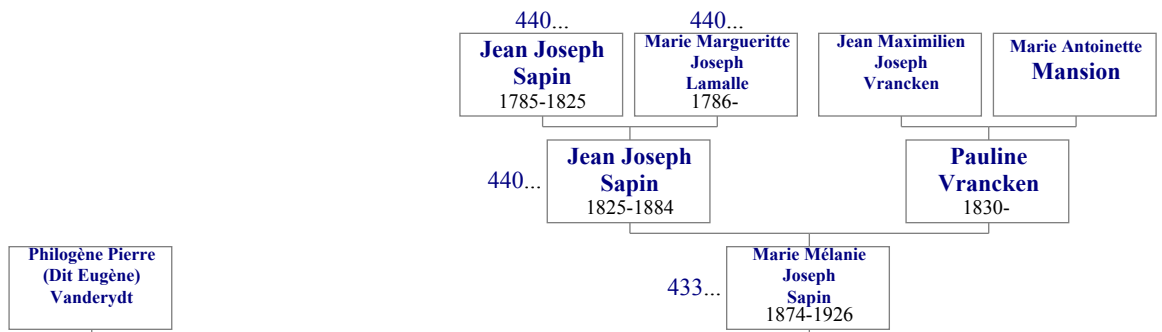 440...
440...
Jean Joseph
Sapin
1785-1825
Marie Margueritte
Joseph
Lamalle
1786-
Jean Maximilien
Joseph
Vrancken
Marie Antoinette
Mansion
440...
Jean Joseph
Sapin
1825-1884
Pauline
Vrancken
1830-
Philogène Pierre
(Dit Eugène)
Vanderydt
433...
Marie Mélanie
Joseph
Sapin
1874-1926